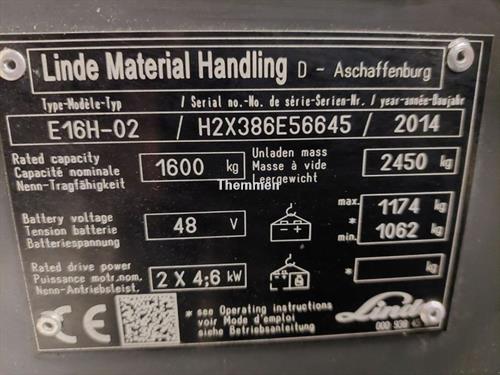 Linde Material Handling D - Aschaffenburg
Type-Modèle-Typ / Serial no.-No. de série-Serien-Nr. / year-année-Baujahr
E16H-02 / H2X386E56645 / 2014
Rated capacity
Capacité nominale
Nenn-Tragfähigkeit
1600 kg
Unladen mass
Masse à vide
Leergewicht
2450 kg
Themmen
Battery voltage
Tension batterie
Batteriespannung
48 V
- +
max. 1174 kg
*
min. 1062 kg
Rated drive power
Puissance motr.nom.
Nenn-Antriebsleist.
2 X 4,6 kW
* kg
CE
* see Operating instructions
voir Mode d'emploi
siehe Betriebsanleitung
Linde
000 930